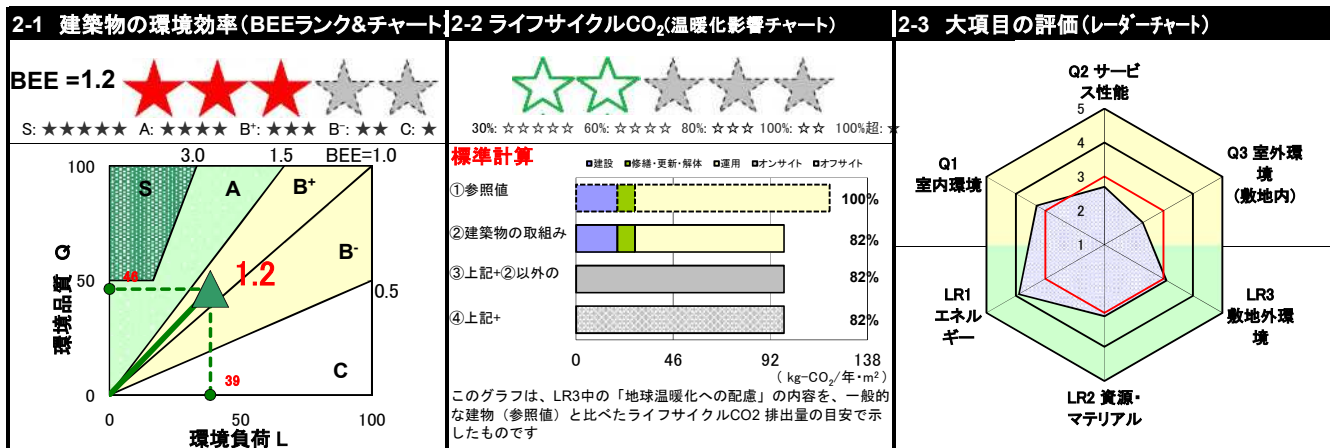 2-1 建築物の環境効率(BEEランク&チャート)
BEE =1.2
S: ★★★★★ A: ★★★★ B⁺: ★★★ B⁻: ★★ C: ★
3.0
1.5
BEE=1.0
100
S
A
B⁺
B⁻
50
46
1.2
0.5
C
39
0
0
50
100
環境品質 Q
環境負荷 L
2-2 ライフサイクルCO₂(温暖化影響チャート)
30%: ☆☆☆☆☆ 60%: ☆☆☆☆ 80%: ☆☆☆ 100%: ☆☆ 100%超: ☆
標準計算
建設 修繕・更新・解体 運用 オンサイト オフサイト
①参照値
100%
②建築物の取組み
82%
③上記+②以外の
82%
④上記+
82%
0
46
92
138
( kg-CO₂/年・m²)
このグラフは、LR3中の「地球温暖化への配慮」の内容を、一般的
な建物(参照値)と比べたライフサイクルCO2 排出量の目安で示
したものです
2-3 大項目の評価(レーダーチャート)
Q2 サービ
ス性能
5
4
3
2
1
Q1
室内環境
Q3 室外環
境
(敷地内)
LR1
エネル
ギー
LR3
敷地外環
境
LR2 資源・
マテリアル